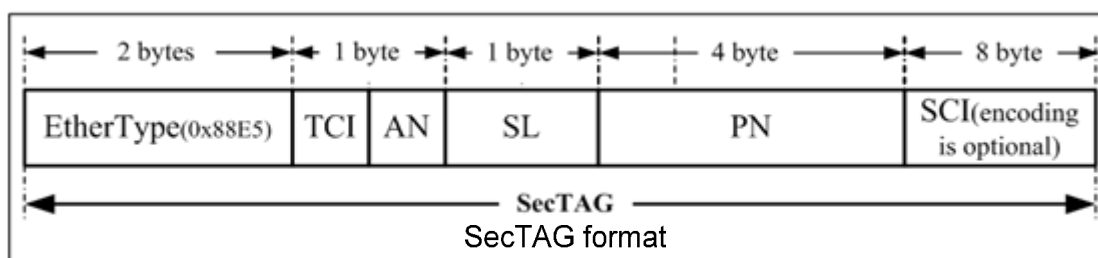 2 bytes 1 byte 1 byte 4 byte 8 byte
EtherType(0x88E5) TCI AN SL PN SCI(encoding
is optional)
SecTAG
SecTAG format